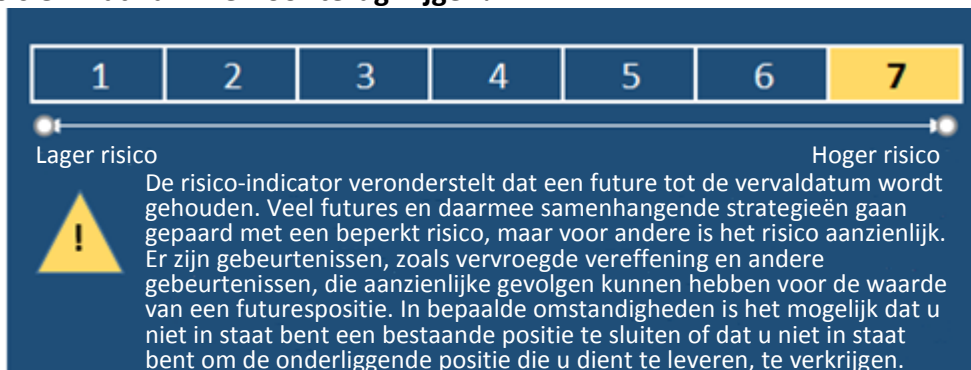 1 2 3 4 5 6 7
Lager risico Hoger risico
De risico-indicator veronderstelt dat een future tot de vervaldatum wordt
gehouden. Veel futures en daarmee samenhangende strategieën gaan
! gepaard met een beperkt risico, maar voor andere is het risico aanzienlijk.
Er zijn gebeurtenissen, zoals vervroegde vereffening en andere
gebeurtenissen, die aanzienlijke gevolgen kunnen hebben voor de waarde
van een futurespositie. In bepaalde omstandigheden is het mogelijk dat u
niet in staat bent een bestaande positie te sluiten of dat u niet in staat
bent om de onderliggende positie die u dient te leveren, te verkrijgen.